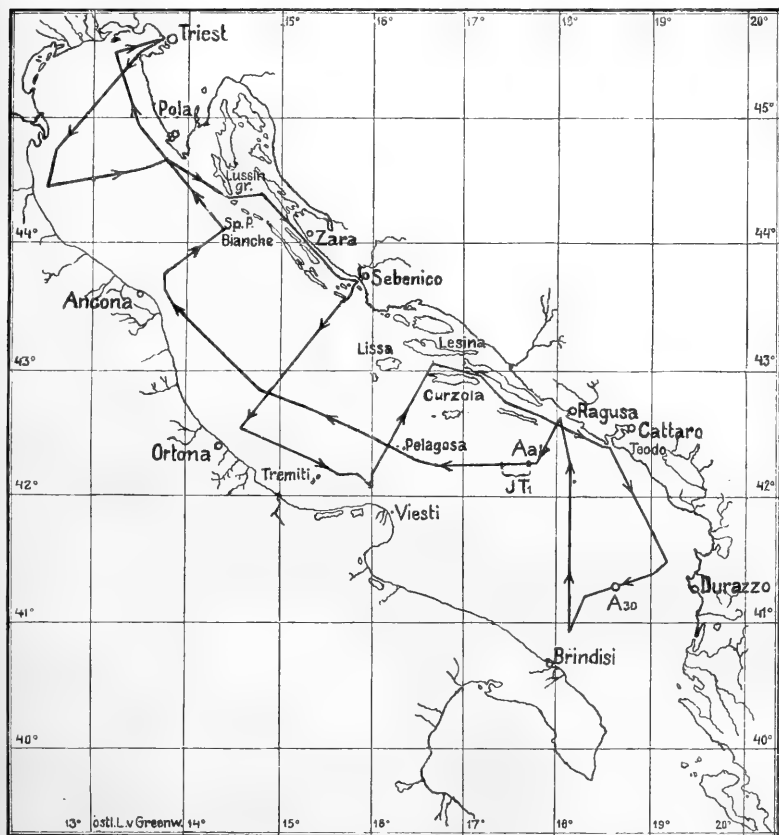 15° 16° 17° 18° 19° 20°
Triest
45° 45°
Pola
Lussin
gr.
Sp.P.
Bianche
Zara
44° 44°
Sebenico
Ancona
Lesina
Lissa
43° 43°
Curzola
Ragusa
Cattaro
Teodo
Ortona
Pelagosa
Aa1
JT1
Tremiti
42° 42°
Viesti
Durazzo
A30
41° 41°
Brindisi
40° 40°
13° östl.L.v Greenw. 14° 15° 16° 17° 18° 19° 20°